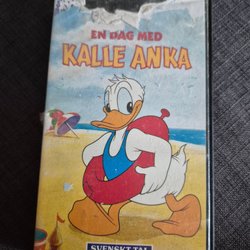 EN DAG MED
KALLE ANKA
SVENSKT TAL